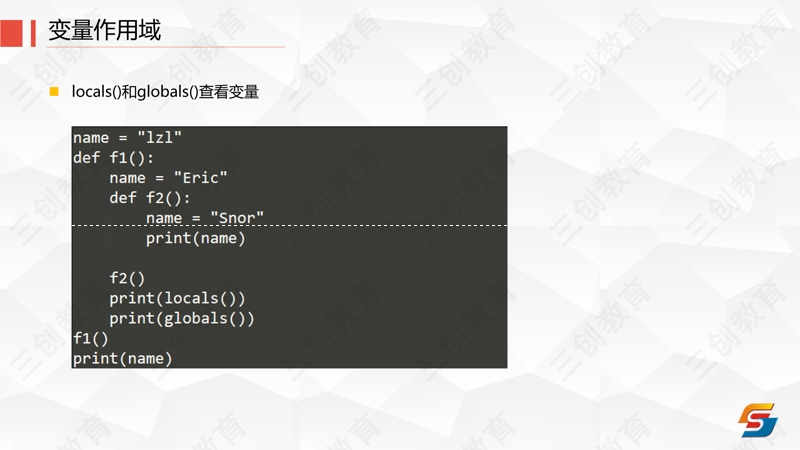 变量作用域
locals()和globals()查看变量
name = "lzl"
def f1():
    name = "Eric"
    def f2():
        name = "Snor"
        print(name)

    f2()
    print(locals())
    print(globals())
f1()
print(name)
三创教育